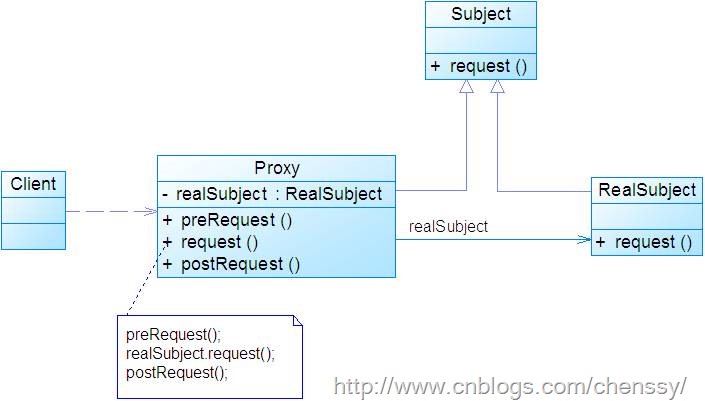 Subject
+ request ()
Client
Proxy
- realSubject : RealSubject
+ preRequest ()
+ request ()
+ postRequest ()
realSubject
RealSubject
+ request ()
preRequest();
realSubject.request();
postRequest();
http://www.cnblogs.com/chenssy/